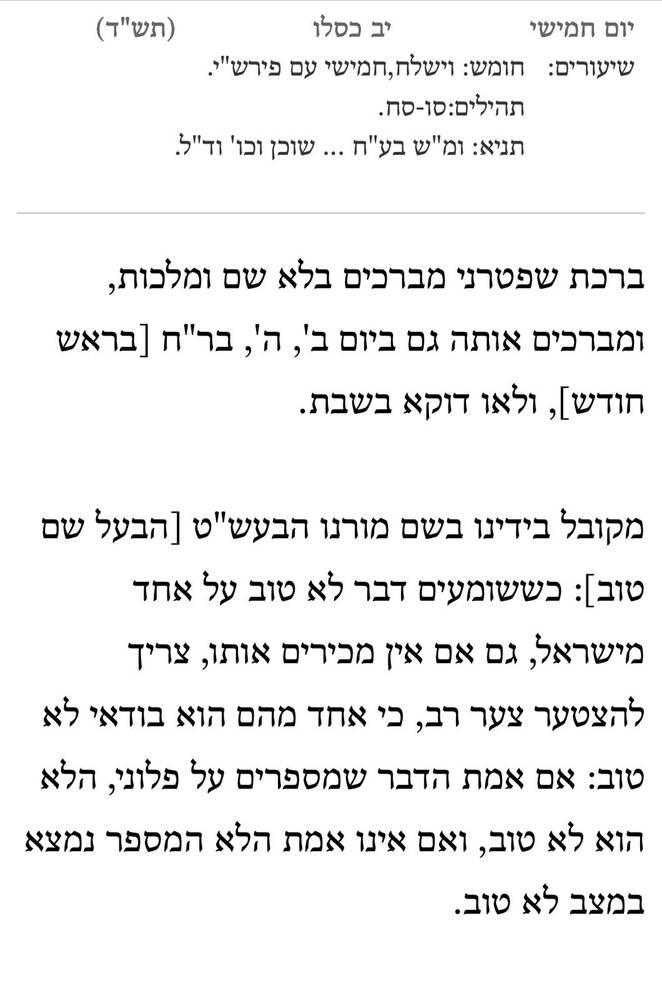 יום חמישי יב כסלו (תש"ד)
שיעורים: חומש: וישלח,חמישי עם פירש"י.
תהילים:סו-סח.
תניא: ומ"ש בע"ח ... שוכן וכו' וד"ל.
ברכת שפטרני מברכים בלא שם ומלכות,
ומברכים אותה גם ביום ב', ה', בר"ח [בראש
חודש], ולאו דוקא בשבת.
מקובל בידינו בשם מורנו הבעש"ט [הבעל שם
טוב]: כששומעים דבר לא טוב על אחד
מישראל, גם אם אין מכירים אותו, צריך
להצטער צער רב, כי אחד מהם הוא בודאי לא
טוב: אם אמת הדבר שמספרים על פלוני, הלא
הוא לא טוב, ואם אינו אמת הלא המספר נמצא
במצב לא טוב.